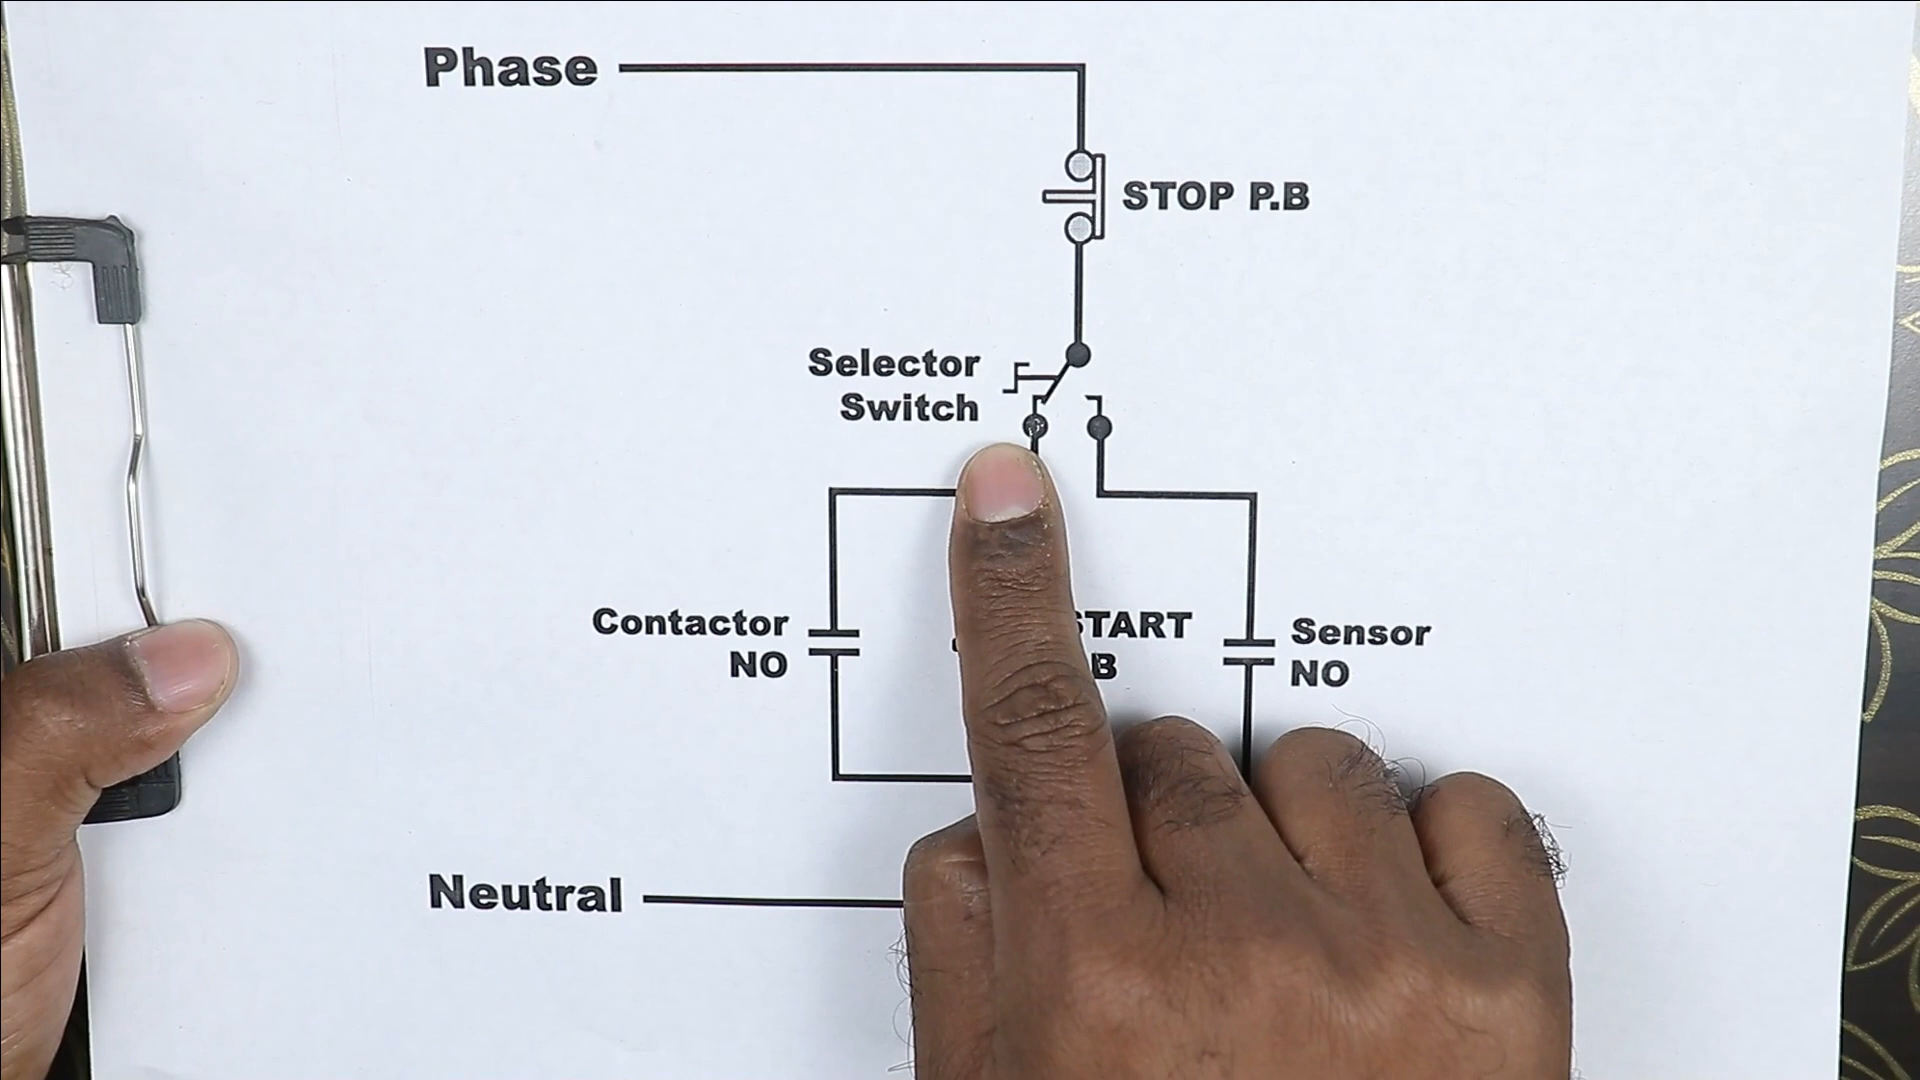 Phase
STOP P.B
Selector
Switch
Contactor
NO
START
B
Sensor
NO
Neutral